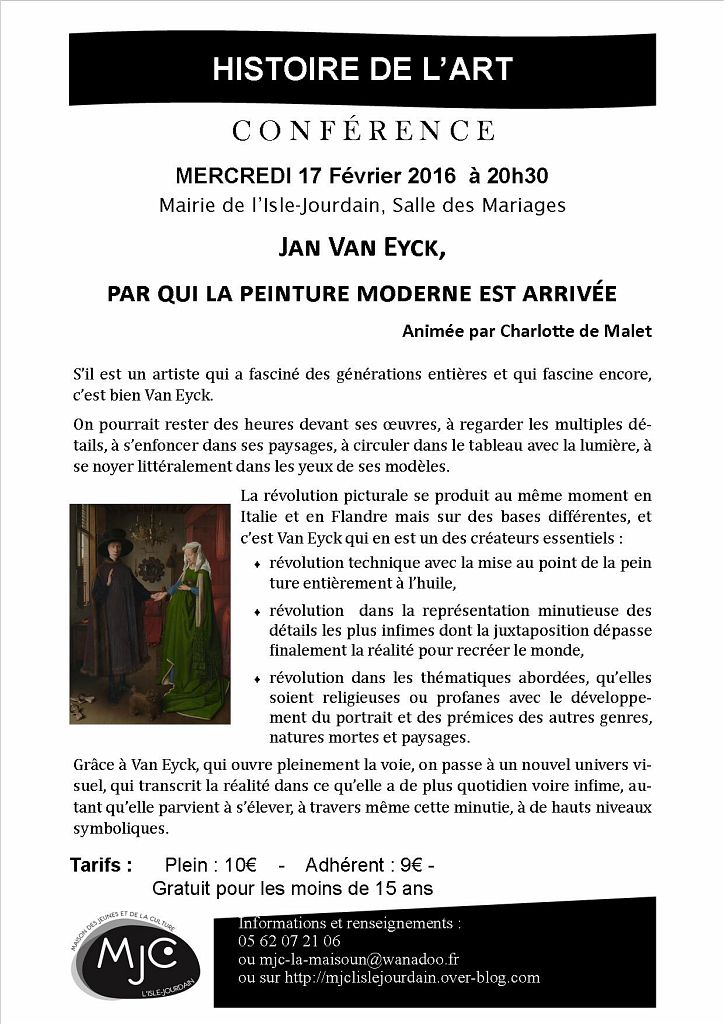 HISTOIRE DE L'ART
CONFÉRENCE
MERCREDI 17 Février 2016 à 20h30
Mairie de l'Isle-Jourdain, Salle des Mariages
JAN VAN EYCK,
PAR QUI LA PEINTURE MODERNE EST ARRIVÉE
Animée par Charlotte de Malet
S'il est un artiste qui a fasciné des générations entières et qui fascine encore,
c'est bien Van Eyck.
On pourrait rester des heures devant ses œuvres, à regarder les multiples dé-
tails, à s'enfoncer dans ses paysages, à circuler dans le tableau avec la lumière, à
se noyer littéralement dans les yeux de ses modèles.
La révolution picturale se produit au même moment en
Italie et en Flandre mais sur des bases différentes, et
c'est Van Eyck qui en est un des créateurs essentiels :
♦ révolution technique avec la mise au point de la pein
ture entièrement à l'huile,
♦ révolution dans la représentation minutieuse des
détails les plus infimes dont la juxtaposition dépasse
finalement la réalité pour recréer le monde,
♦ révolution dans les thématiques abordées, qu'elles
soient religieuses ou profanes avec le développe-
ment du portrait et des prémices des autres genres,
natures mortes et paysages.
Grâce à Van Eyck, qui ouvre pleinement la voie, on passe à un nouvel univers vi-
suel, qui transcrit la réalité dans ce qu'elle a de plus quotidien voire infime, au-
tant qu'elle parvient à s'élever, à travers même cette minutie, à de hauts niveaux
symboliques.
Tarifs : Plein : 10€ - Adhérent : 9€ -
Gratuit pour les moins de 15 ans
MAISON DES JEUNES ET DE LA CULTURE
MJC
L'ISLE-JOURDAIN
Informations et renseignements :
05 62 07 21 06
ou mjc-la-maisoun@wanadoo.fr
ou sur http://mjclislejourdain.over-blog.com